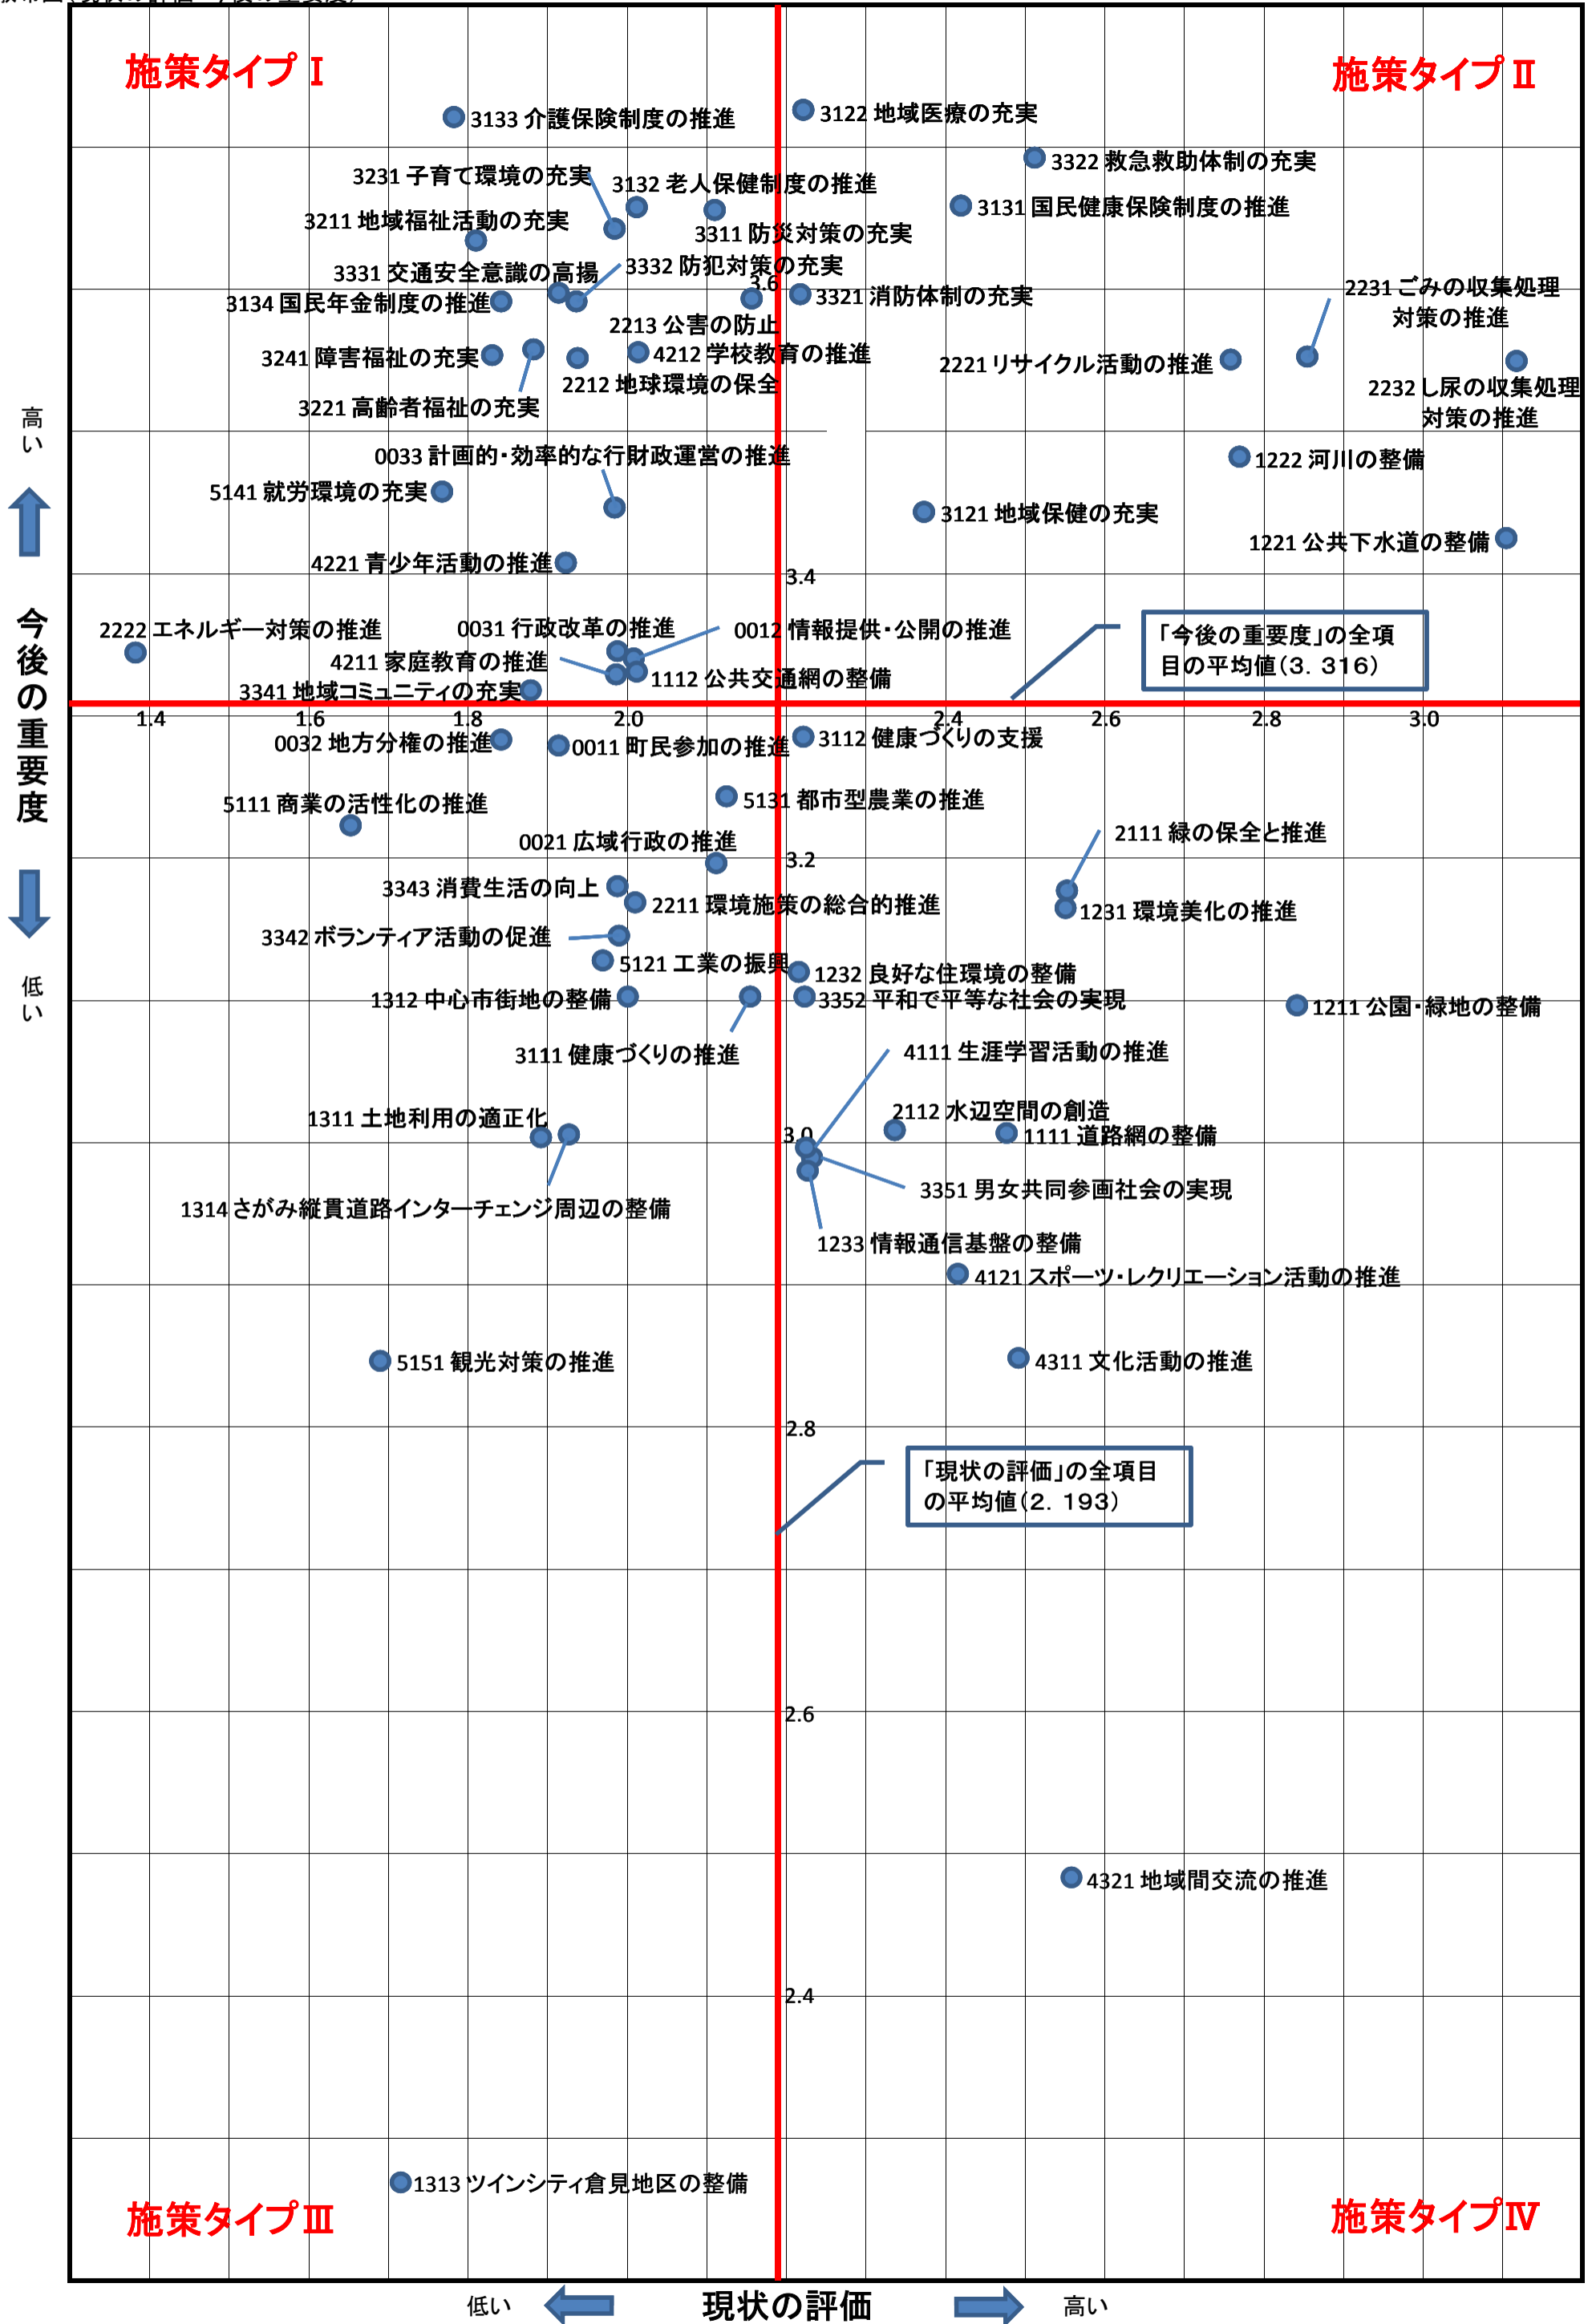 施策タイプ Ⅰ
施策タイプ Ⅱ
3133 介護保険制度の推進
3122 地域医療の充実
3322 救急救助体制の充実
3231 子育て環境の充実
3132 老人保健制度の推進
3131 国民健康保険制度の推進
3211 地域福祉活動の充実
3311 防災対策の充実
3331 交通安全意識の高揚
3332 防犯対策の充実
3.6
3134 国民年金制度の推進
3321 消防体制の充実
2231 ごみの収集処理
対策の推進
2213 公害の防止
3241 障害福祉の充実
4212 学校教育の推進
2221 リサイクル活動の推進
2212 地球環境の保全
2232 し尿の収集処理
対策の推進
3221 高齢者福祉の充実
高い
0033 計画的・効率的な行財政運営の推進
1222 河川の整備
5141 就労環境の充実
3121 地域保健の充実
1221 公共下水道の整備
4221 青少年活動の推進
3.4
今後の重要度
2222 エネルギー対策の推進
0031 行政改革の推進
0012 情報提供・公開の推進
「今後の重要度」の全項
目の平均値(3.316)
4211 家庭教育の推進
1112 公共交通網の整備
3341 地域コミュニティの充実
1.4
1.6
1.8
2.0
2.4
2.6
2.8
3.0
0032 地方分権の推進
0011 町民参加の推進
3112 健康づくりの支援
5111 商業の活性化の推進
5131 都市型農業の推進
0021 広域行政の推進
2111 緑の保全と推進
3.2
3343 消費生活の向上
2211 環境施策の総合的推進
1231 環境美化の推進
3342 ボランティア活動の促進
5121 工業の振興
1232 良好な住環境の整備
低い
1312 中心市街地の整備
3352 平和で平等な社会の実現
1211 公園・緑地の整備
3111 健康づくりの推進
4111 生涯学習活動の推進
1311 土地利用の適正化
2112 水辺空間の創造
3.0
1111 道路網の整備
3351 男女共同参画社会の実現
1314 さがみ縦貫道路インターチェンジ周辺の整備
1233 情報通信基盤の整備
4121 スポーツ・レクリエーション活動の推進
5151 観光対策の推進
4311 文化活動の推進
2.8
「現状の評価」の全項目
の平均値(2.193)
2.6
4321 地域間交流の推進
2.4
1313 ツインシティ倉見地区の整備
施策タイプⅢ
施策タイプⅣ
低い
現状の評価
高い